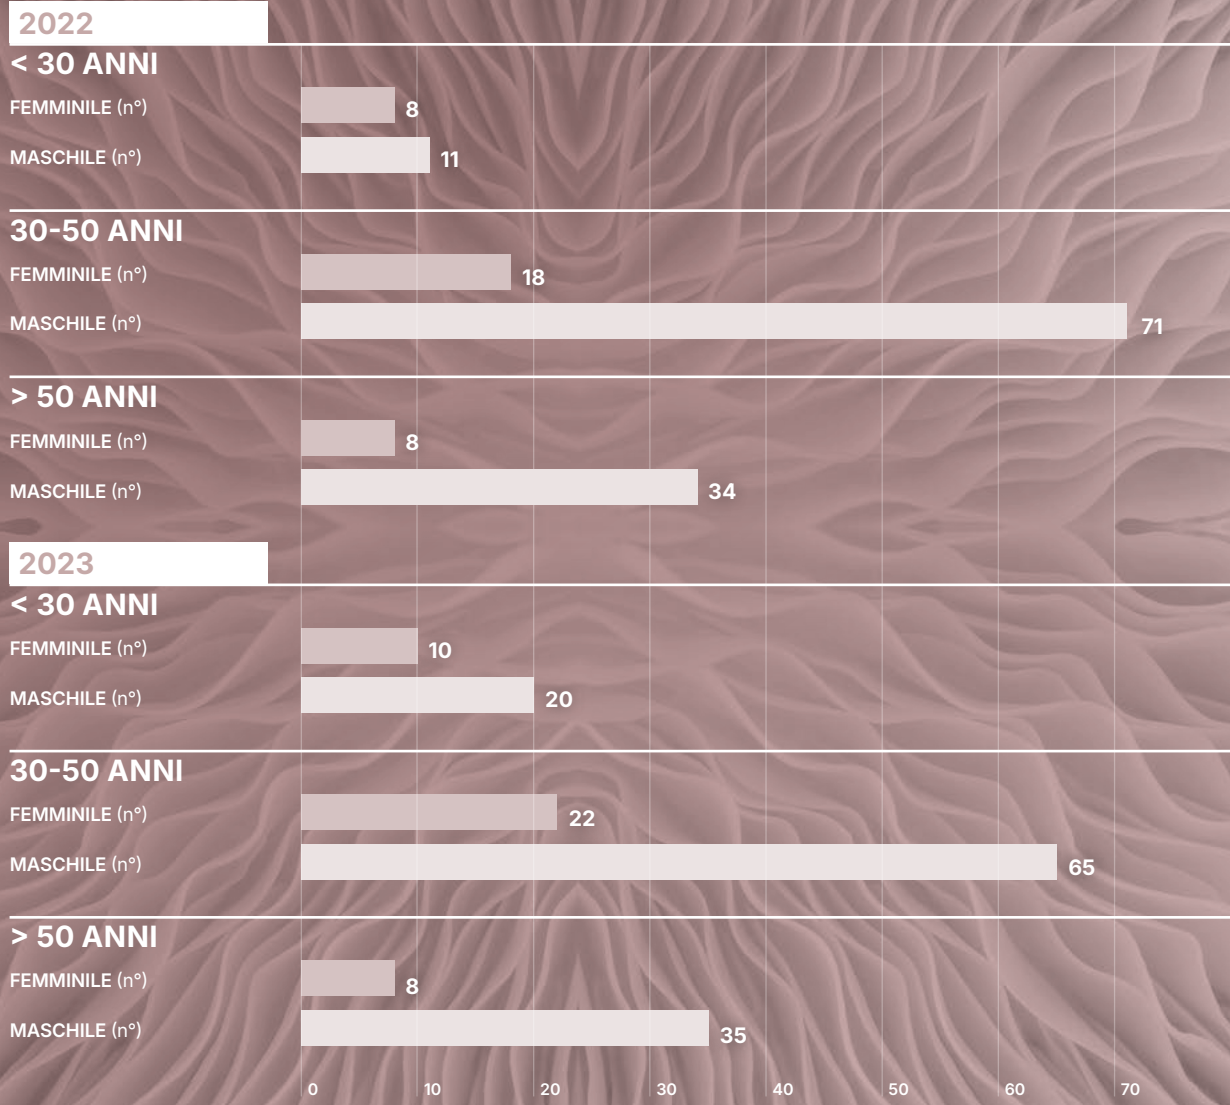 2022
< 30 ANNI
FEMMINILE (n°) 8
MASCHILE (n°) 11
30-50 ANNI
FEMMINILE (n°) 18
MASCHILE (n°) 71
> 50 ANNI
FEMMINILE (n°) 8
MASCHILE (n°) 34
2023
< 30 ANNI
FEMMINILE (n°) 10
MASCHILE (n°) 20
30-50 ANNI
FEMMINILE (n°) 22
MASCHILE (n°) 65
> 50 ANNI
FEMMINILE (n°) 8
MASCHILE (n°) 35
0 10 20 30 40 50 60 70